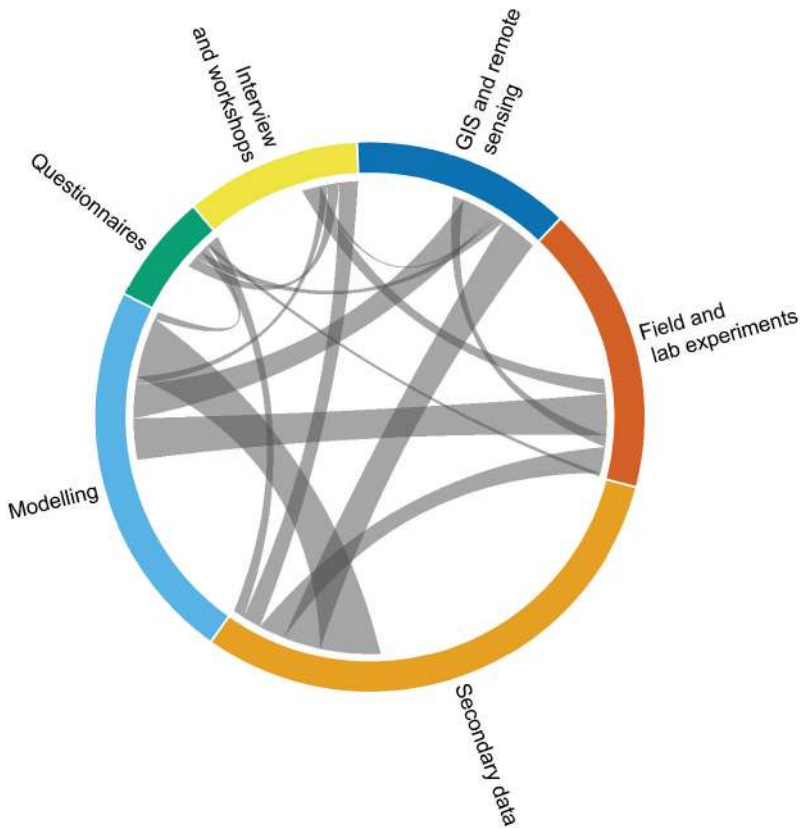 Interview
and workshops
GIS and remote
sensing
Questionnaires
Field and
lab experiments
Modelling
Secondary data